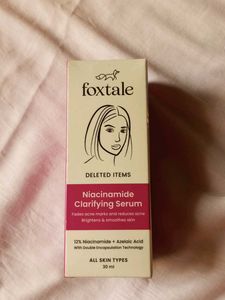 foxtale
DELETED ITEMS
Niacinamide
Clarifying Serum
Fades acne marks and reduces acne
Brightens & smoothes skin
12% Niacinamide + Azelaic Acid
With Double Encapsulation Technology
ALL SKIN TYPES
30 ml